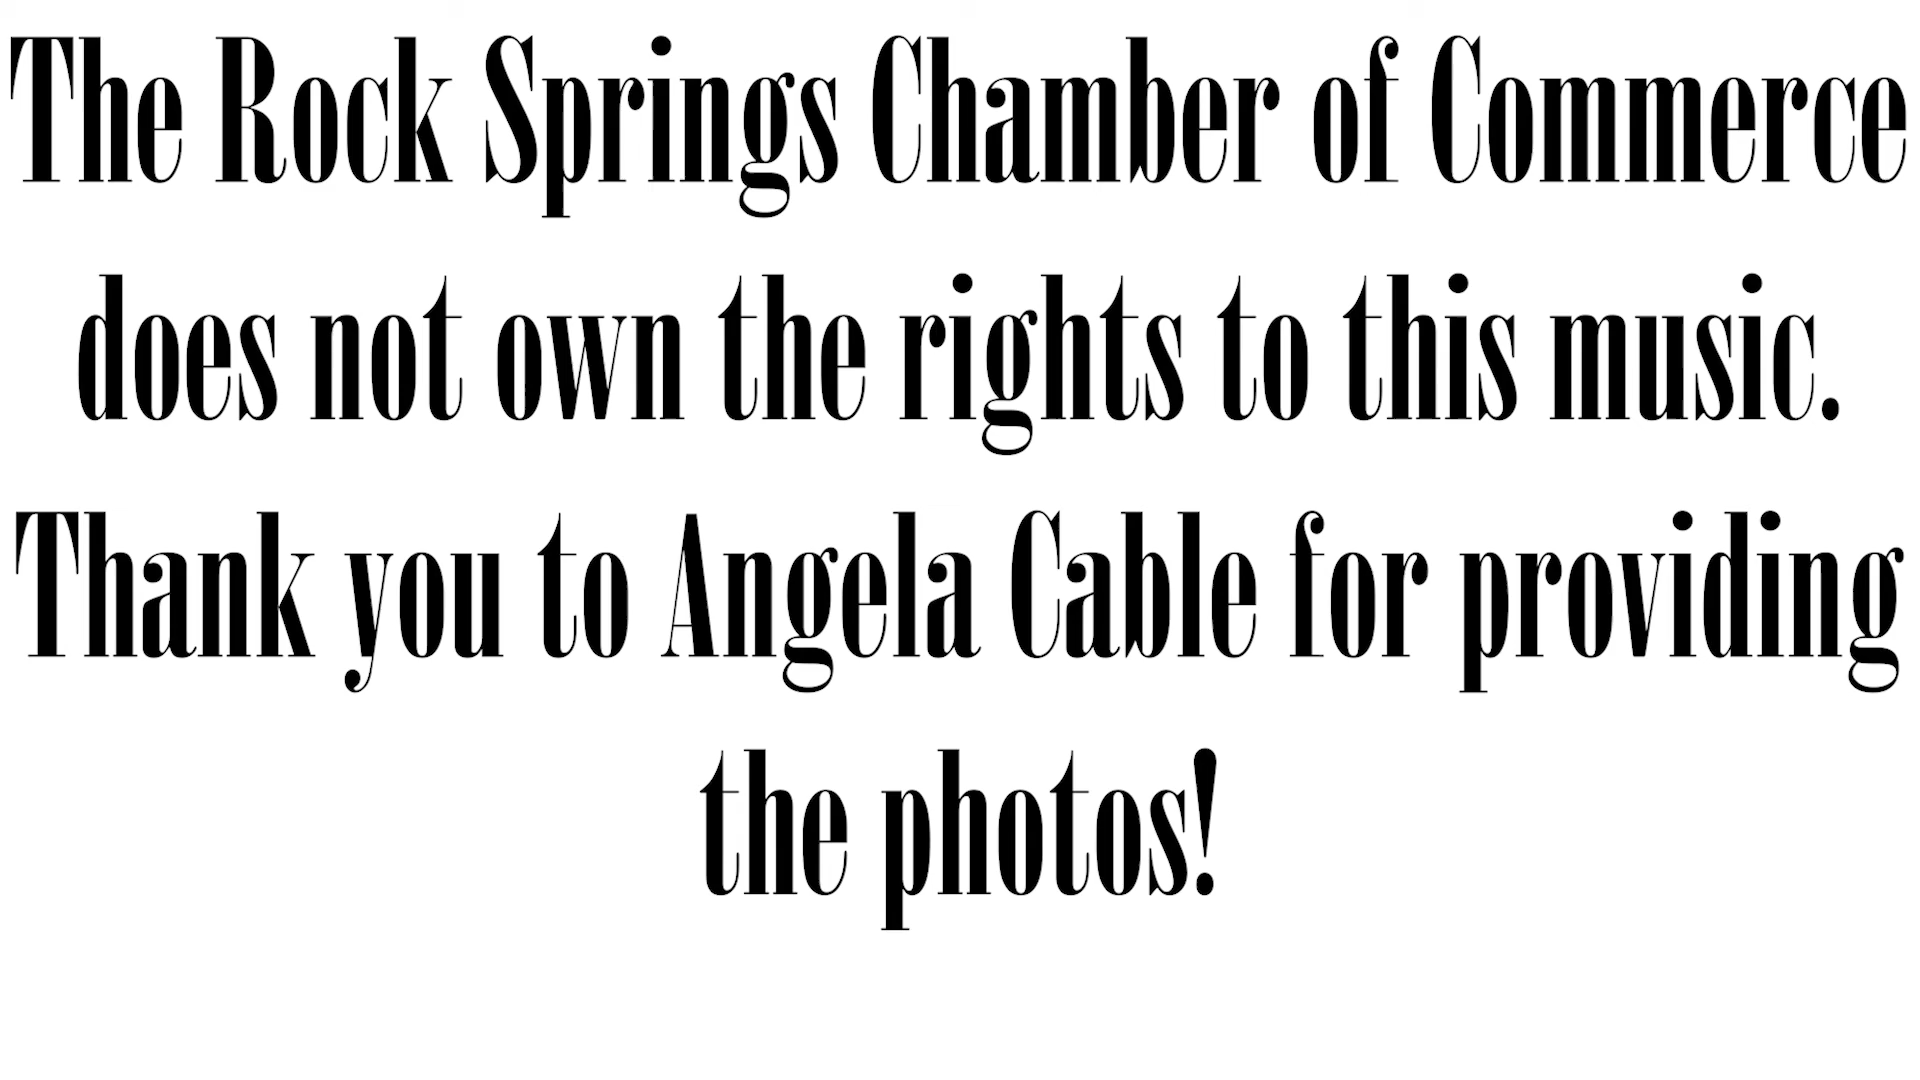 The Rock Springs Chamber of Commerce
does not own the rights to this music.
Thank you to Angela Cable for providing
the photos!